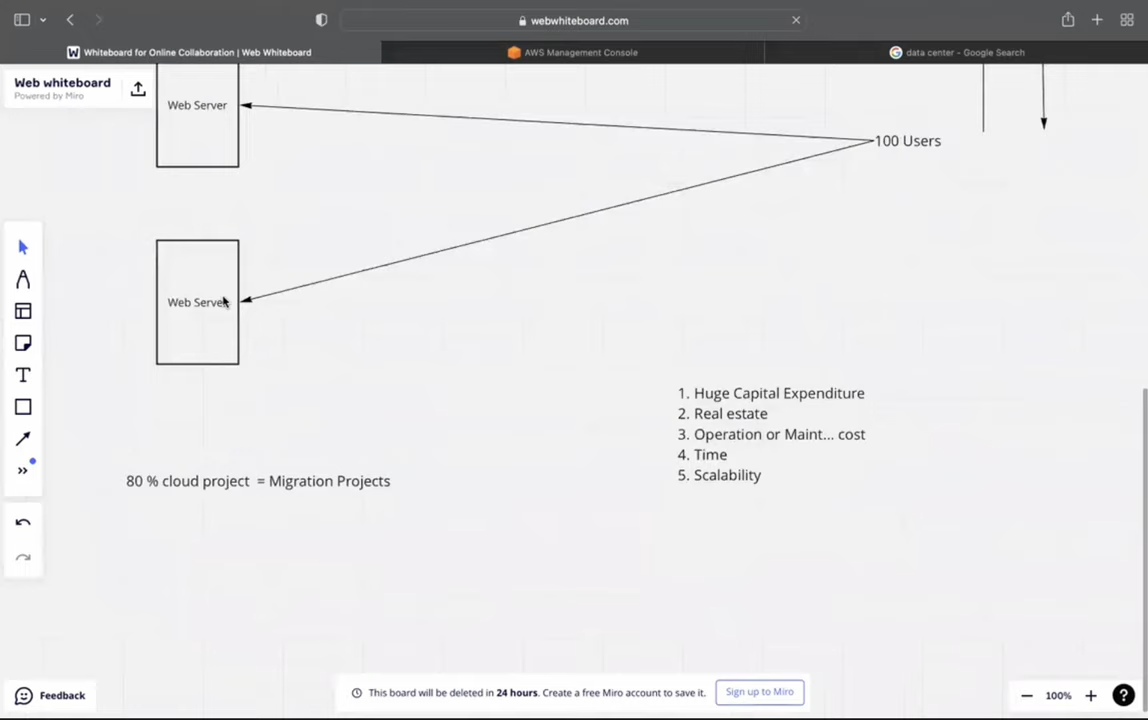 webwhiteboard.com
Whiteboard for Online Collaboration | Web Whiteboard
AWS Management Console
data center - Google Search
Web whiteboard
Powered by Miro
Web Server
100 Users
Web Server
1. Huge Capital Expenditure
2. Real estate
3. Operation or Maint... cost
4. Time
5. Scalability
80 % cloud project = Migration Projects
Feedback
This board will be deleted in 24 hours. Create a free Miro account to save it.
Sign up to Miro
100%